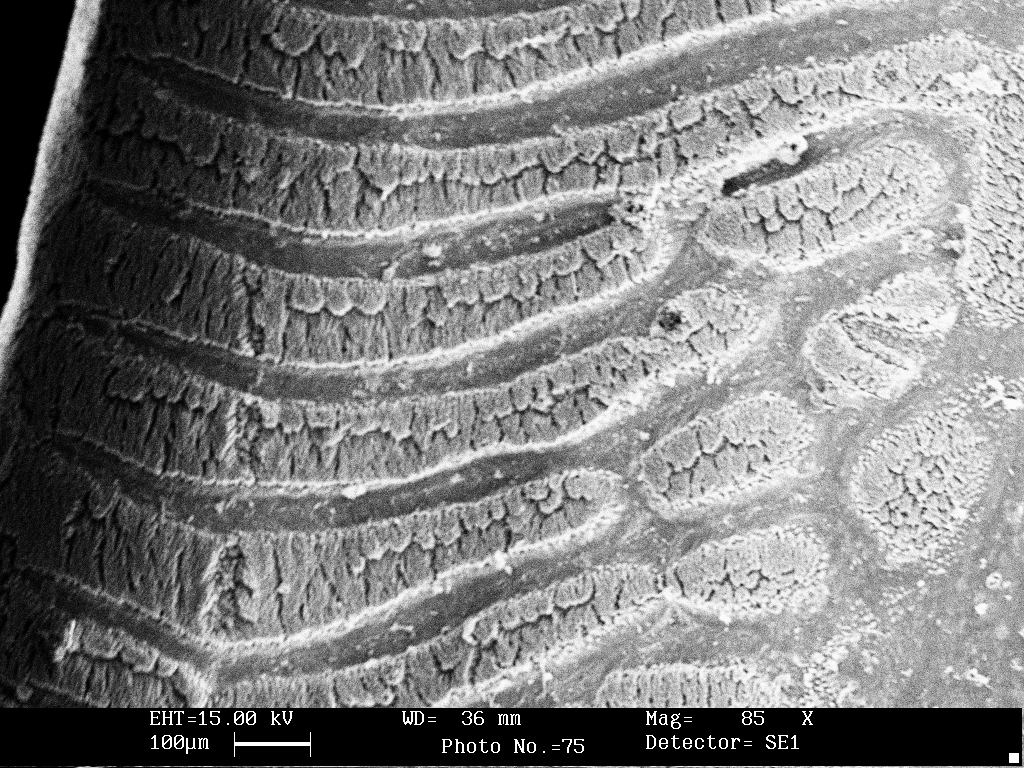 EHT=15.00 kV WD= 36 mm Mag= 85 X
100µm Photo No.=75 Detector= SE1